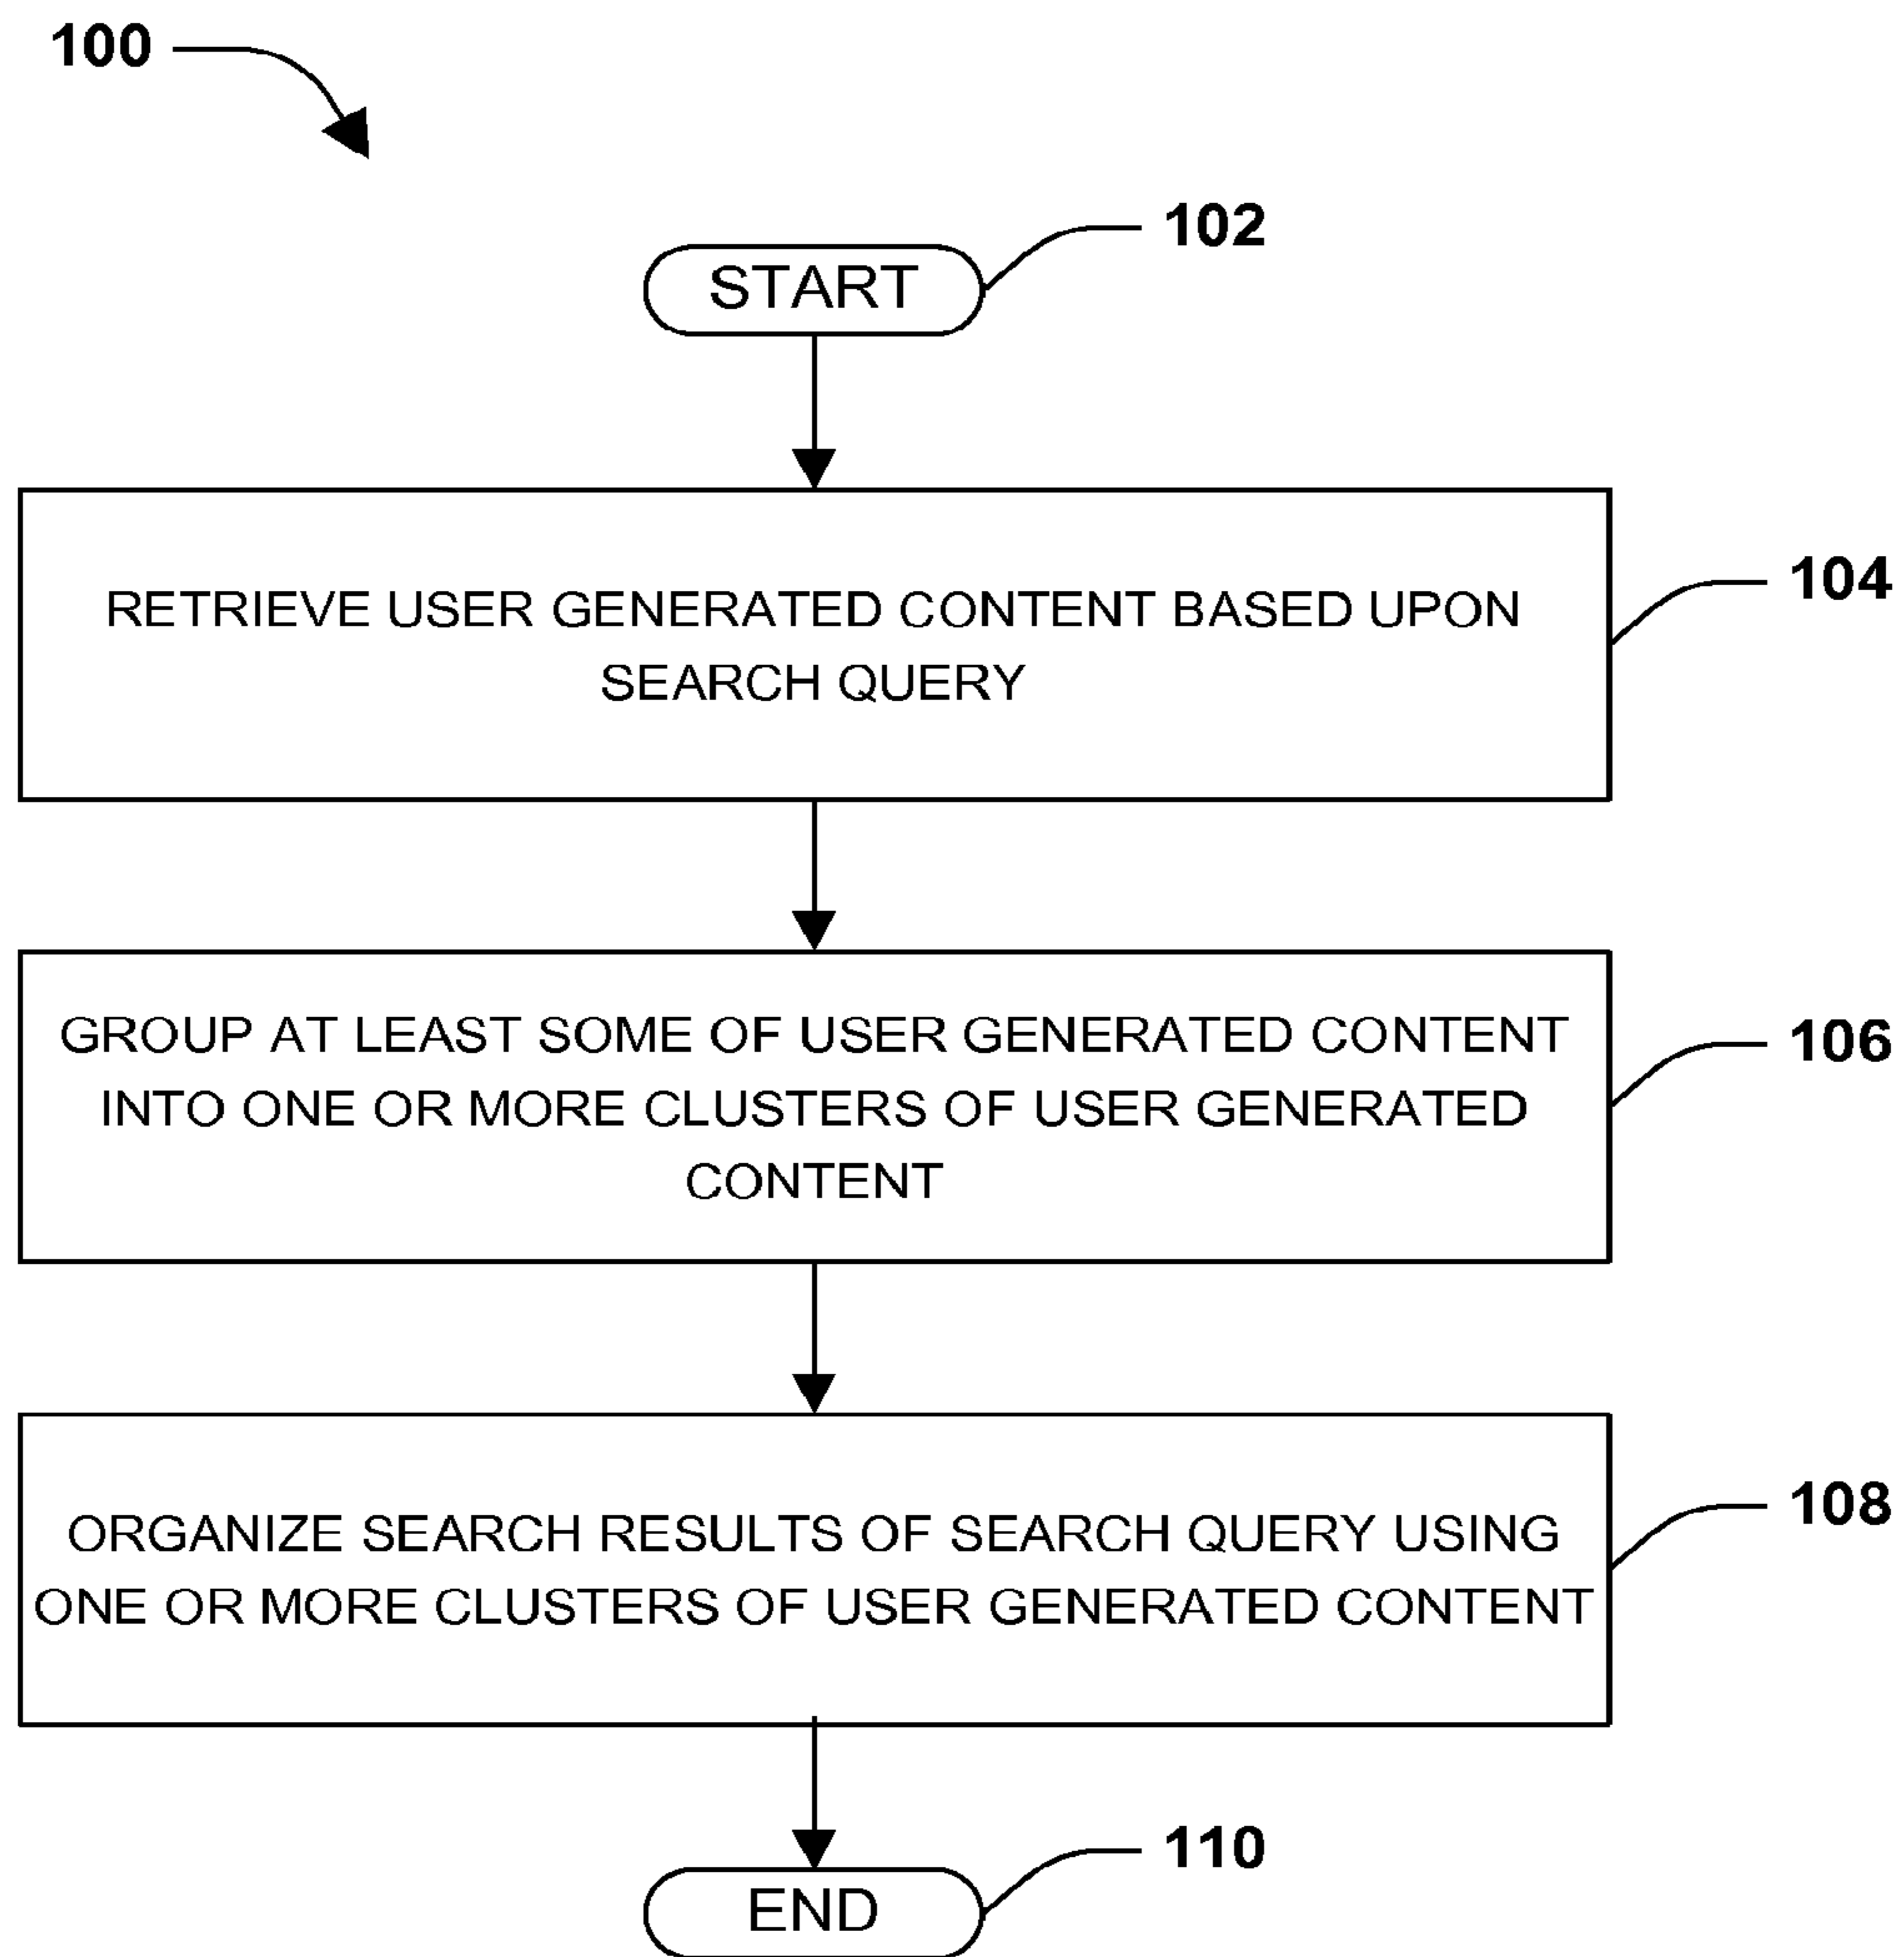 100
102
START
104
RETRIEVE USER GENERATED CONTENT BASED UPON
SEARCH QUERY
106
GROUP AT LEAST SOME OF USER GENERATED CONTENT
INTO ONE OR MORE CLUSTERS OF USER GENERATED
CONTENT
108
ORGANIZE SEARCH RESULTS OF SEARCH QUERY USING
ONE OR MORE CLUSTERS OF USER GENERATED CONTENT
110
END